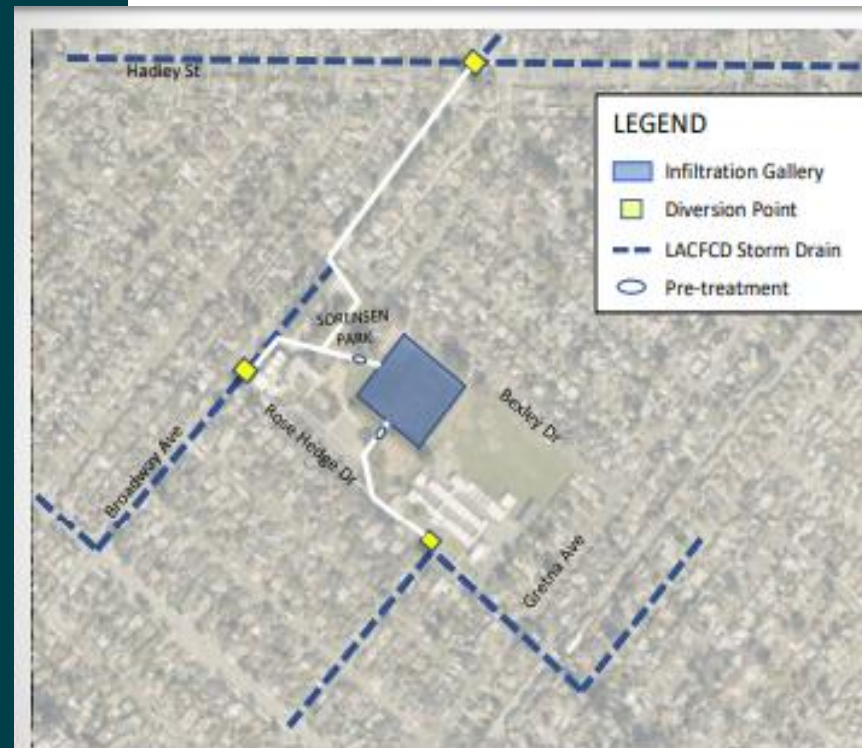 Hadley St
LEGEND
Infiltration Gallery
Diversion Point
LACFCD Storm Drain
Pre-treatment
SORENSEN
PARK
Bexley Dr
Rose Hedge Dr
Broadway Ave
Gretna Ave